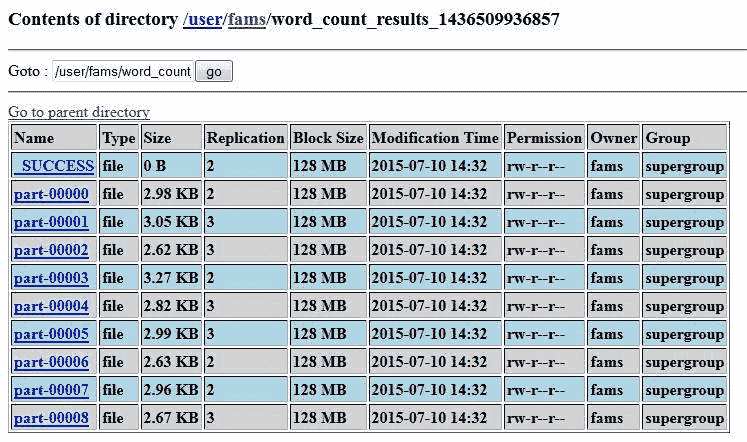 Contents of directory /user/fams/word_count_results_1436509936857
Goto : /user/fams/word_count go
Go to parent directory
Name Type Size Replication Block Size Modification Time Permission Owner Group
_SUCCESS file 0 B 2 128 MB 2015-07-10 14:32 rw-r--r-- fams supergroup
part-00000 file 2.98 KB 2 128 MB 2015-07-10 14:32 rw-r--r-- fams supergroup
part-00001 file 3.05 KB 3 128 MB 2015-07-10 14:32 rw-r--r-- fams supergroup
part-00002 file 2.62 KB 3 128 MB 2015-07-10 14:32 rw-r--r-- fams supergroup
part-00003 file 3.27 KB 2 128 MB 2015-07-10 14:32 rw-r--r-- fams supergroup
part-00004 file 2.82 KB 3 128 MB 2015-07-10 14:32 rw-r--r-- fams supergroup
part-00005 file 2.99 KB 3 128 MB 2015-07-10 14:32 rw-r--r-- fams supergroup
part-00006 file 2.63 KB 2 128 MB 2015-07-10 14:32 rw-r--r-- fams supergroup
part-00007 file 2.96 KB 2 128 MB 2015-07-10 14:32 rw-r--r-- fams supergroup
part-00008 file 2.67 KB 3 128 MB 2015-07-10 14:32 rw-r--r-- fams supergroup